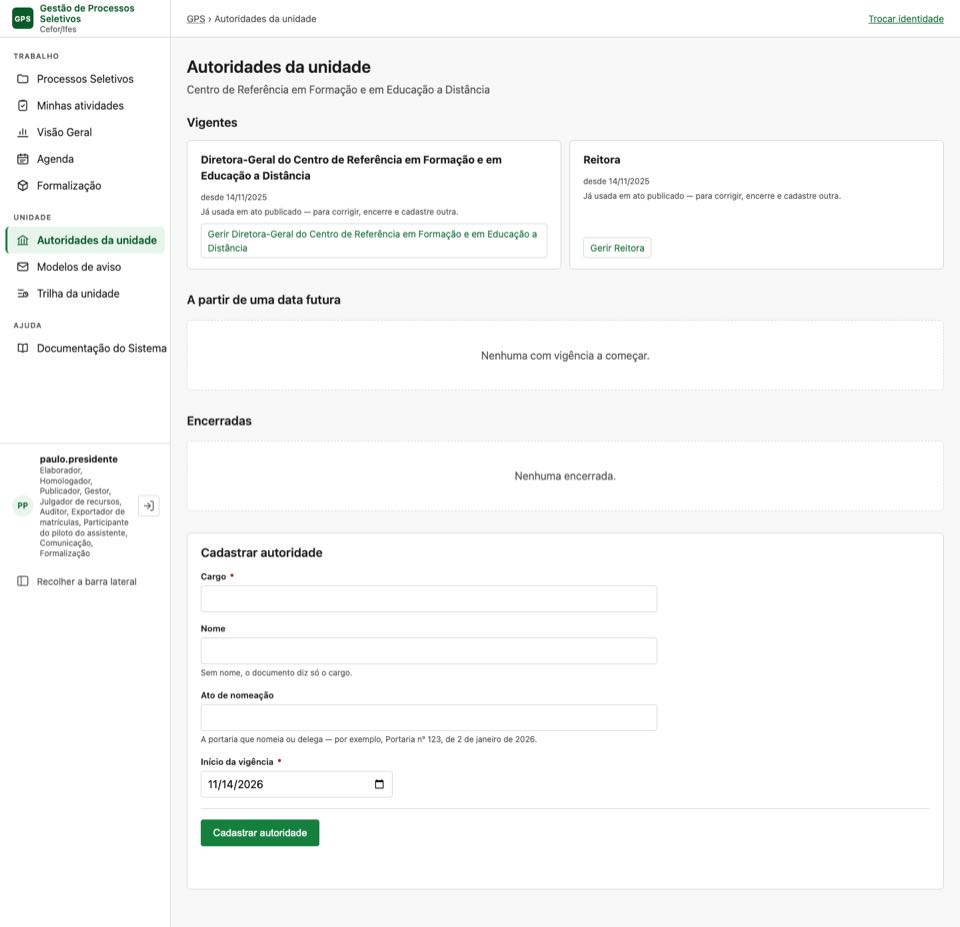 GPS
Gestão de Processos
Seletivos
Cefor/Ifes
GPS › Autoridades da unidade
Trocar identidade
TRABALHO
Processos Seletivos
Minhas atividades
Visão Geral
Agenda
Formalização
UNIDADE
Autoridades da unidade
Modelos de aviso
Trilha da unidade
AJUDA
Documentação do Sistema
paulo.presidente
Elaborador,
Homologador,
Publicador, Gestor,
Julgador de recursos,
Auditor, Exportador de
matrículas, Participante
do piloto do assistente,
Comunicação,
Formalização
PP
Recolher a barra lateral
Autoridades da unidade
Centro de Referência em Formação e em Educação a Distância
Vigentes
Diretora-Geral do Centro de Referência em Formação e em
Educação a Distância
desde 14/11/2025
Já usada em ato publicado — para corrigir, encerre e cadastre outra.
Gerir Diretora-Geral do Centro de Referência em Formação e em Educação a
Distância
Reitora
desde 14/11/2025
Já usada em ato publicado — para corrigir, encerre e cadastre outra.
Gerir Reitora
A partir de uma data futura
Nenhuma com vigência a começar.
Encerradas
Nenhuma encerrada.
Cadastrar autoridade
Cargo *
Nome
Sem nome, o documento diz só o cargo.
Ato de nomeação
A portaria que nomeia ou delega — por exemplo, Portaria nº 123, de 2 de janeiro de 2026.
Início da vigência *
11/14/2026
Cadastrar autoridade